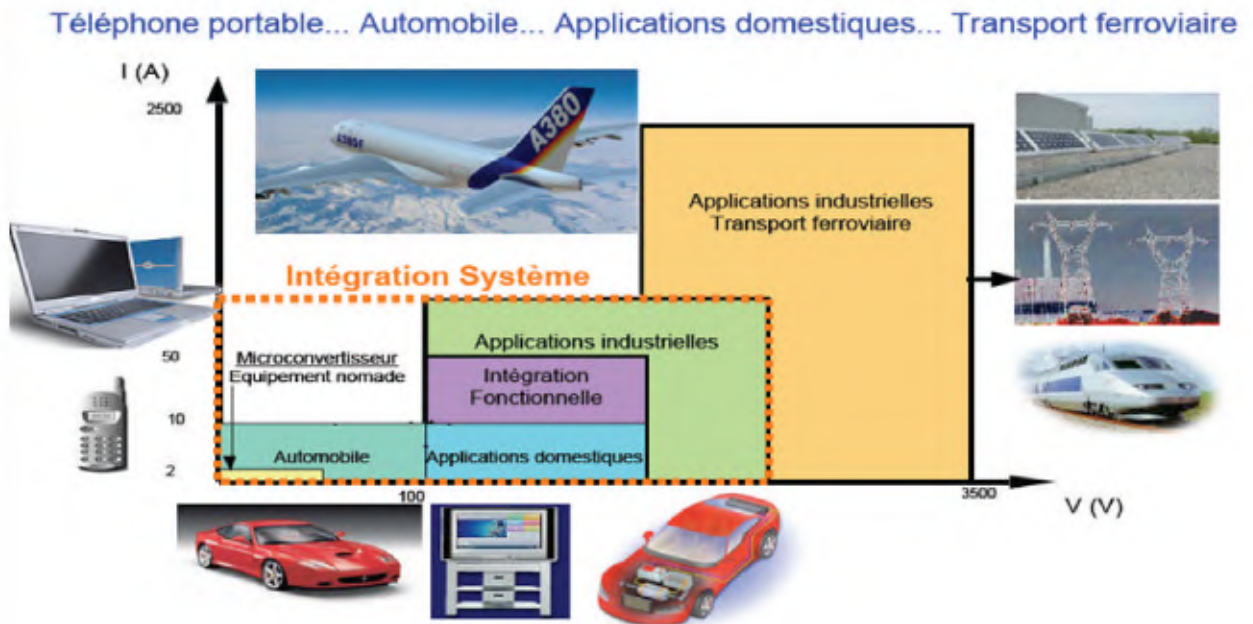 Téléphone portable... Automobile... Applications domestiques... Transport ferroviaire
I (A)
2500
A380
Applications industrielles
Transport ferroviaire
Intégration Système
Applications industrielles
50
Microconvertisseur
Equipement nomade
Intégration
Fonctionnelle
10
Automobile
Applications domestiques
2
100
3500
V (V)